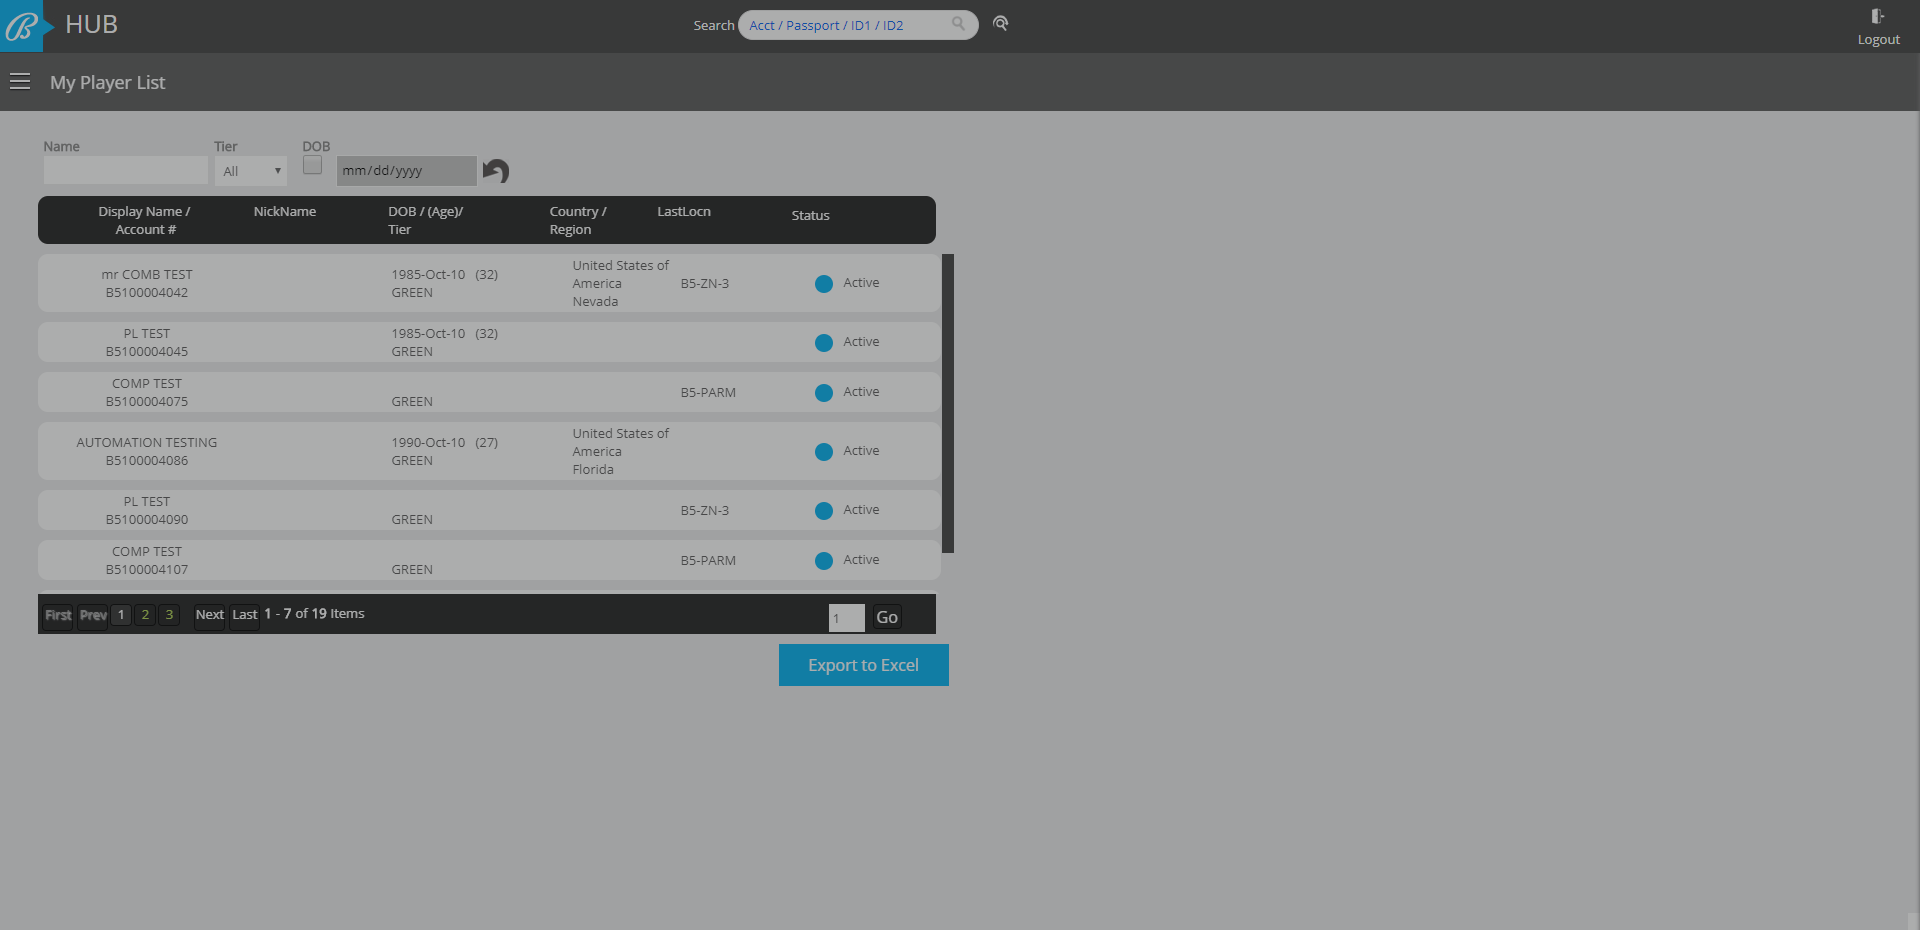 B HUB
Search Acct / Passport / ID1 / ID2
Logout
My Player List
Name Tier DOB
All mm/dd/yyyy
Display Name / NickName DOB / (Age)/ Country / LastLocn Status
Account # Tier Region
mr COMB TEST 1985-Oct-10 (32) United States of
B5100004042 GREEN America B5-ZN-3 Active
Nevada
PL TEST 1985-Oct-10 (32)
B5100004045 GREEN Active
COMP TEST
B5100004075 GREEN B5-PARM Active
AUTOMATION TESTING 1990-Oct-10 (27) United States of
B5100004086 GREEN America Active
Florida
PL TEST
B5100004090 GREEN B5-ZN-3 Active
COMP TEST
B5100004107 GREEN B5-PARM Active
First Prev 1 2 3 Next Last 1 - 7 of 19 Items 1 Go
Export to Excel